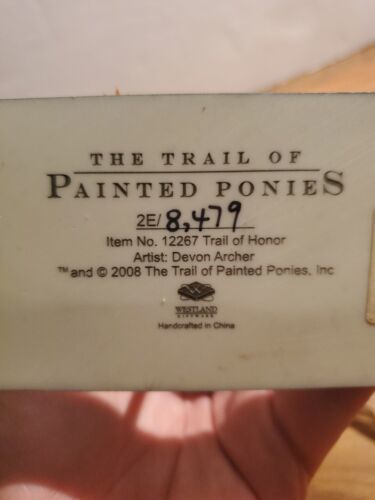 THE TRAIL OF
PAINTED PONIES
2E/ 8,479
Item No. 12267 Trail of Honor
Artist: Devon Archer
™ and © 2008 The Trail of Painted Ponies, Inc
WESTLAND
GIFTWARE
Handcrafted in China